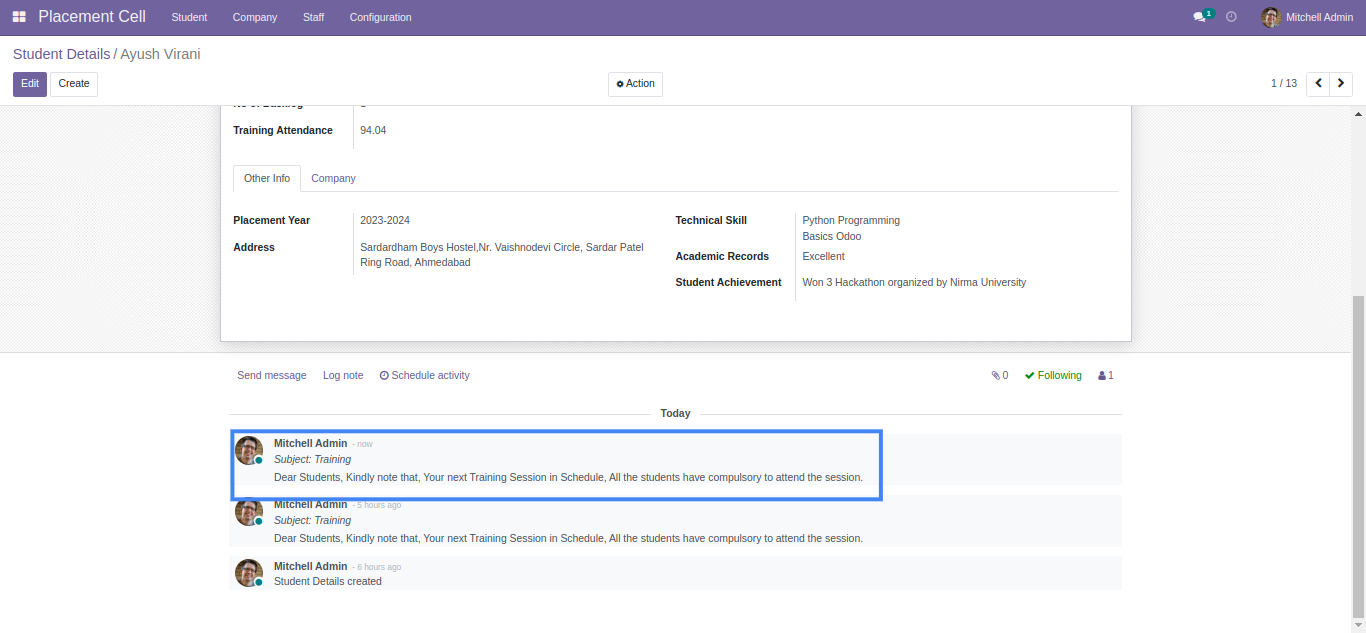 Placement Cell Student Company Staff Configuration 1 Mitchell Admin
Student Details / Ayush Virani
Edit Create Action 1 / 13
Training Attendance 94.04
Other Info Company
Placement Year 2023-2024
Address Sardardham Boys Hostel,Nr. Vaishnodevi Circle, Sardar Patel
Ring Road, Ahmedabad
Technical Skill Python Programming
Basics Odoo
Academic Records Excellent
Student Achievement Won 3 Hackathon organized by Nirma University
Send message Log note Schedule activity 0 Following 1
Today
Mitchell Admin - now
Subject: Training
Dear Students, Kindly note that, Your next Training Session in Schedule, All the students have compulsory to attend the session.
Mitchell Admin - 5 hours ago
Subject: Training
Dear Students, Kindly note that, Your next Training Session in Schedule, All the students have compulsory to attend the session.
Mitchell Admin - 6 hours ago
Student Details created